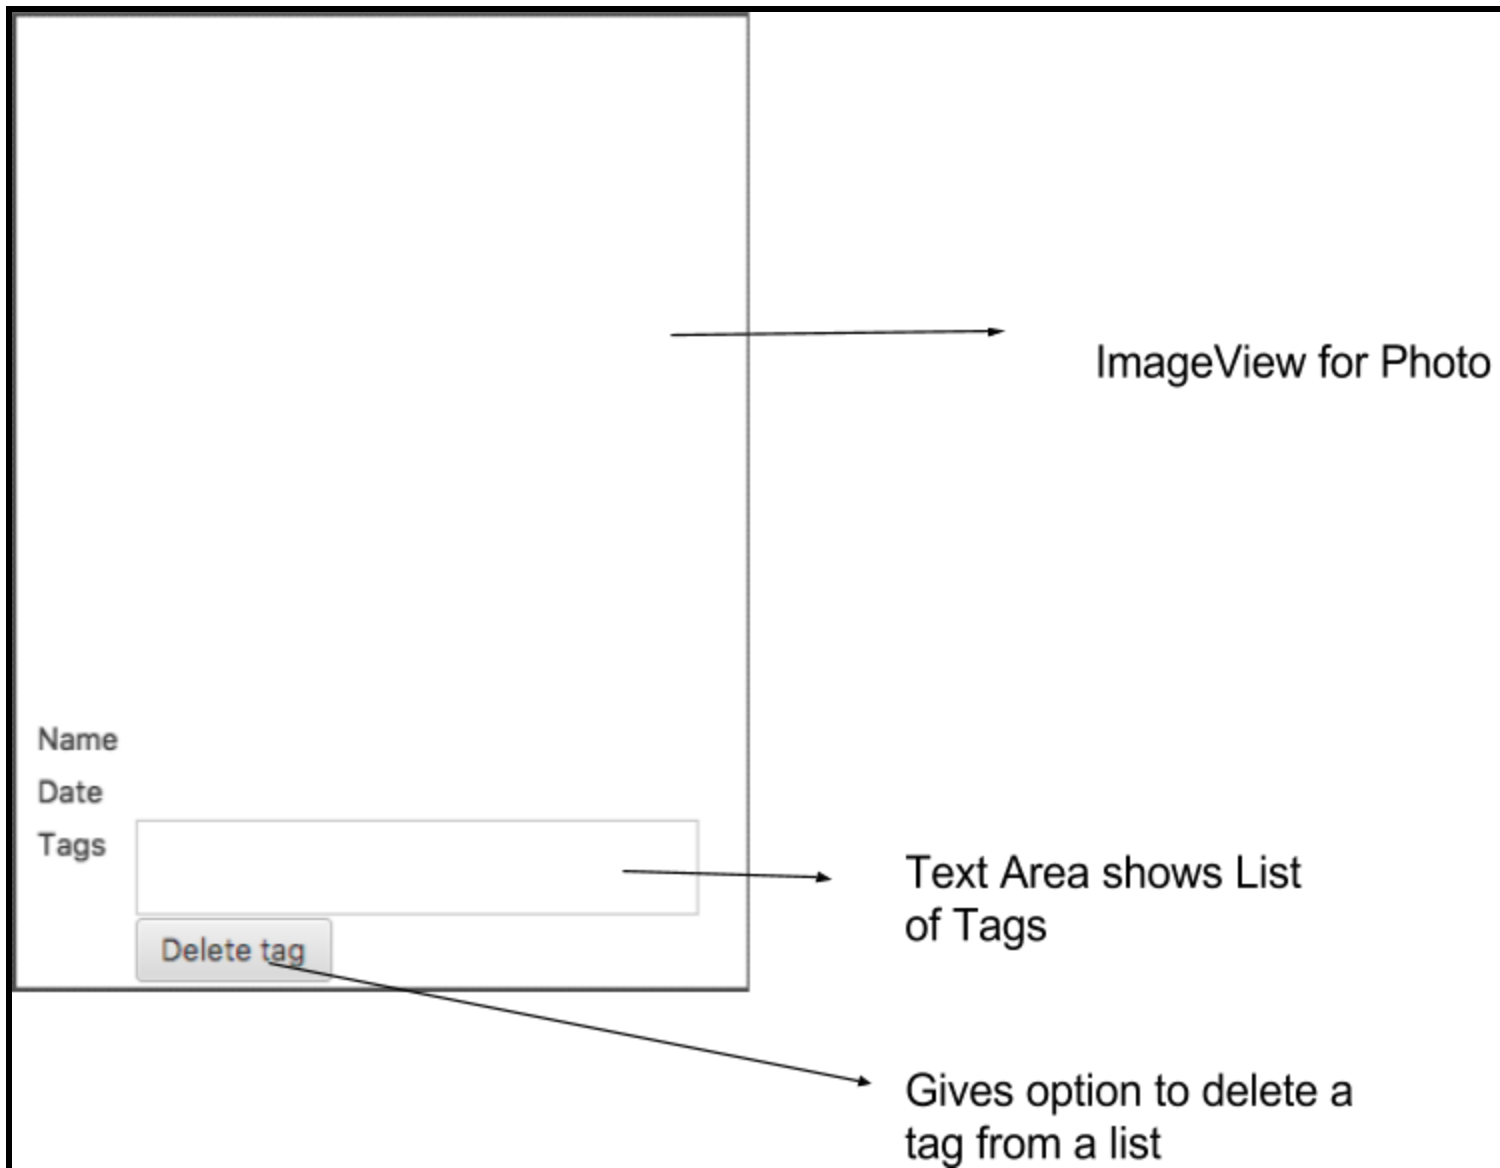 ImageView for Photo
Name
Date
Tags
Text Area shows List
of Tags
Delete tag
Gives option to delete a
tag from a list